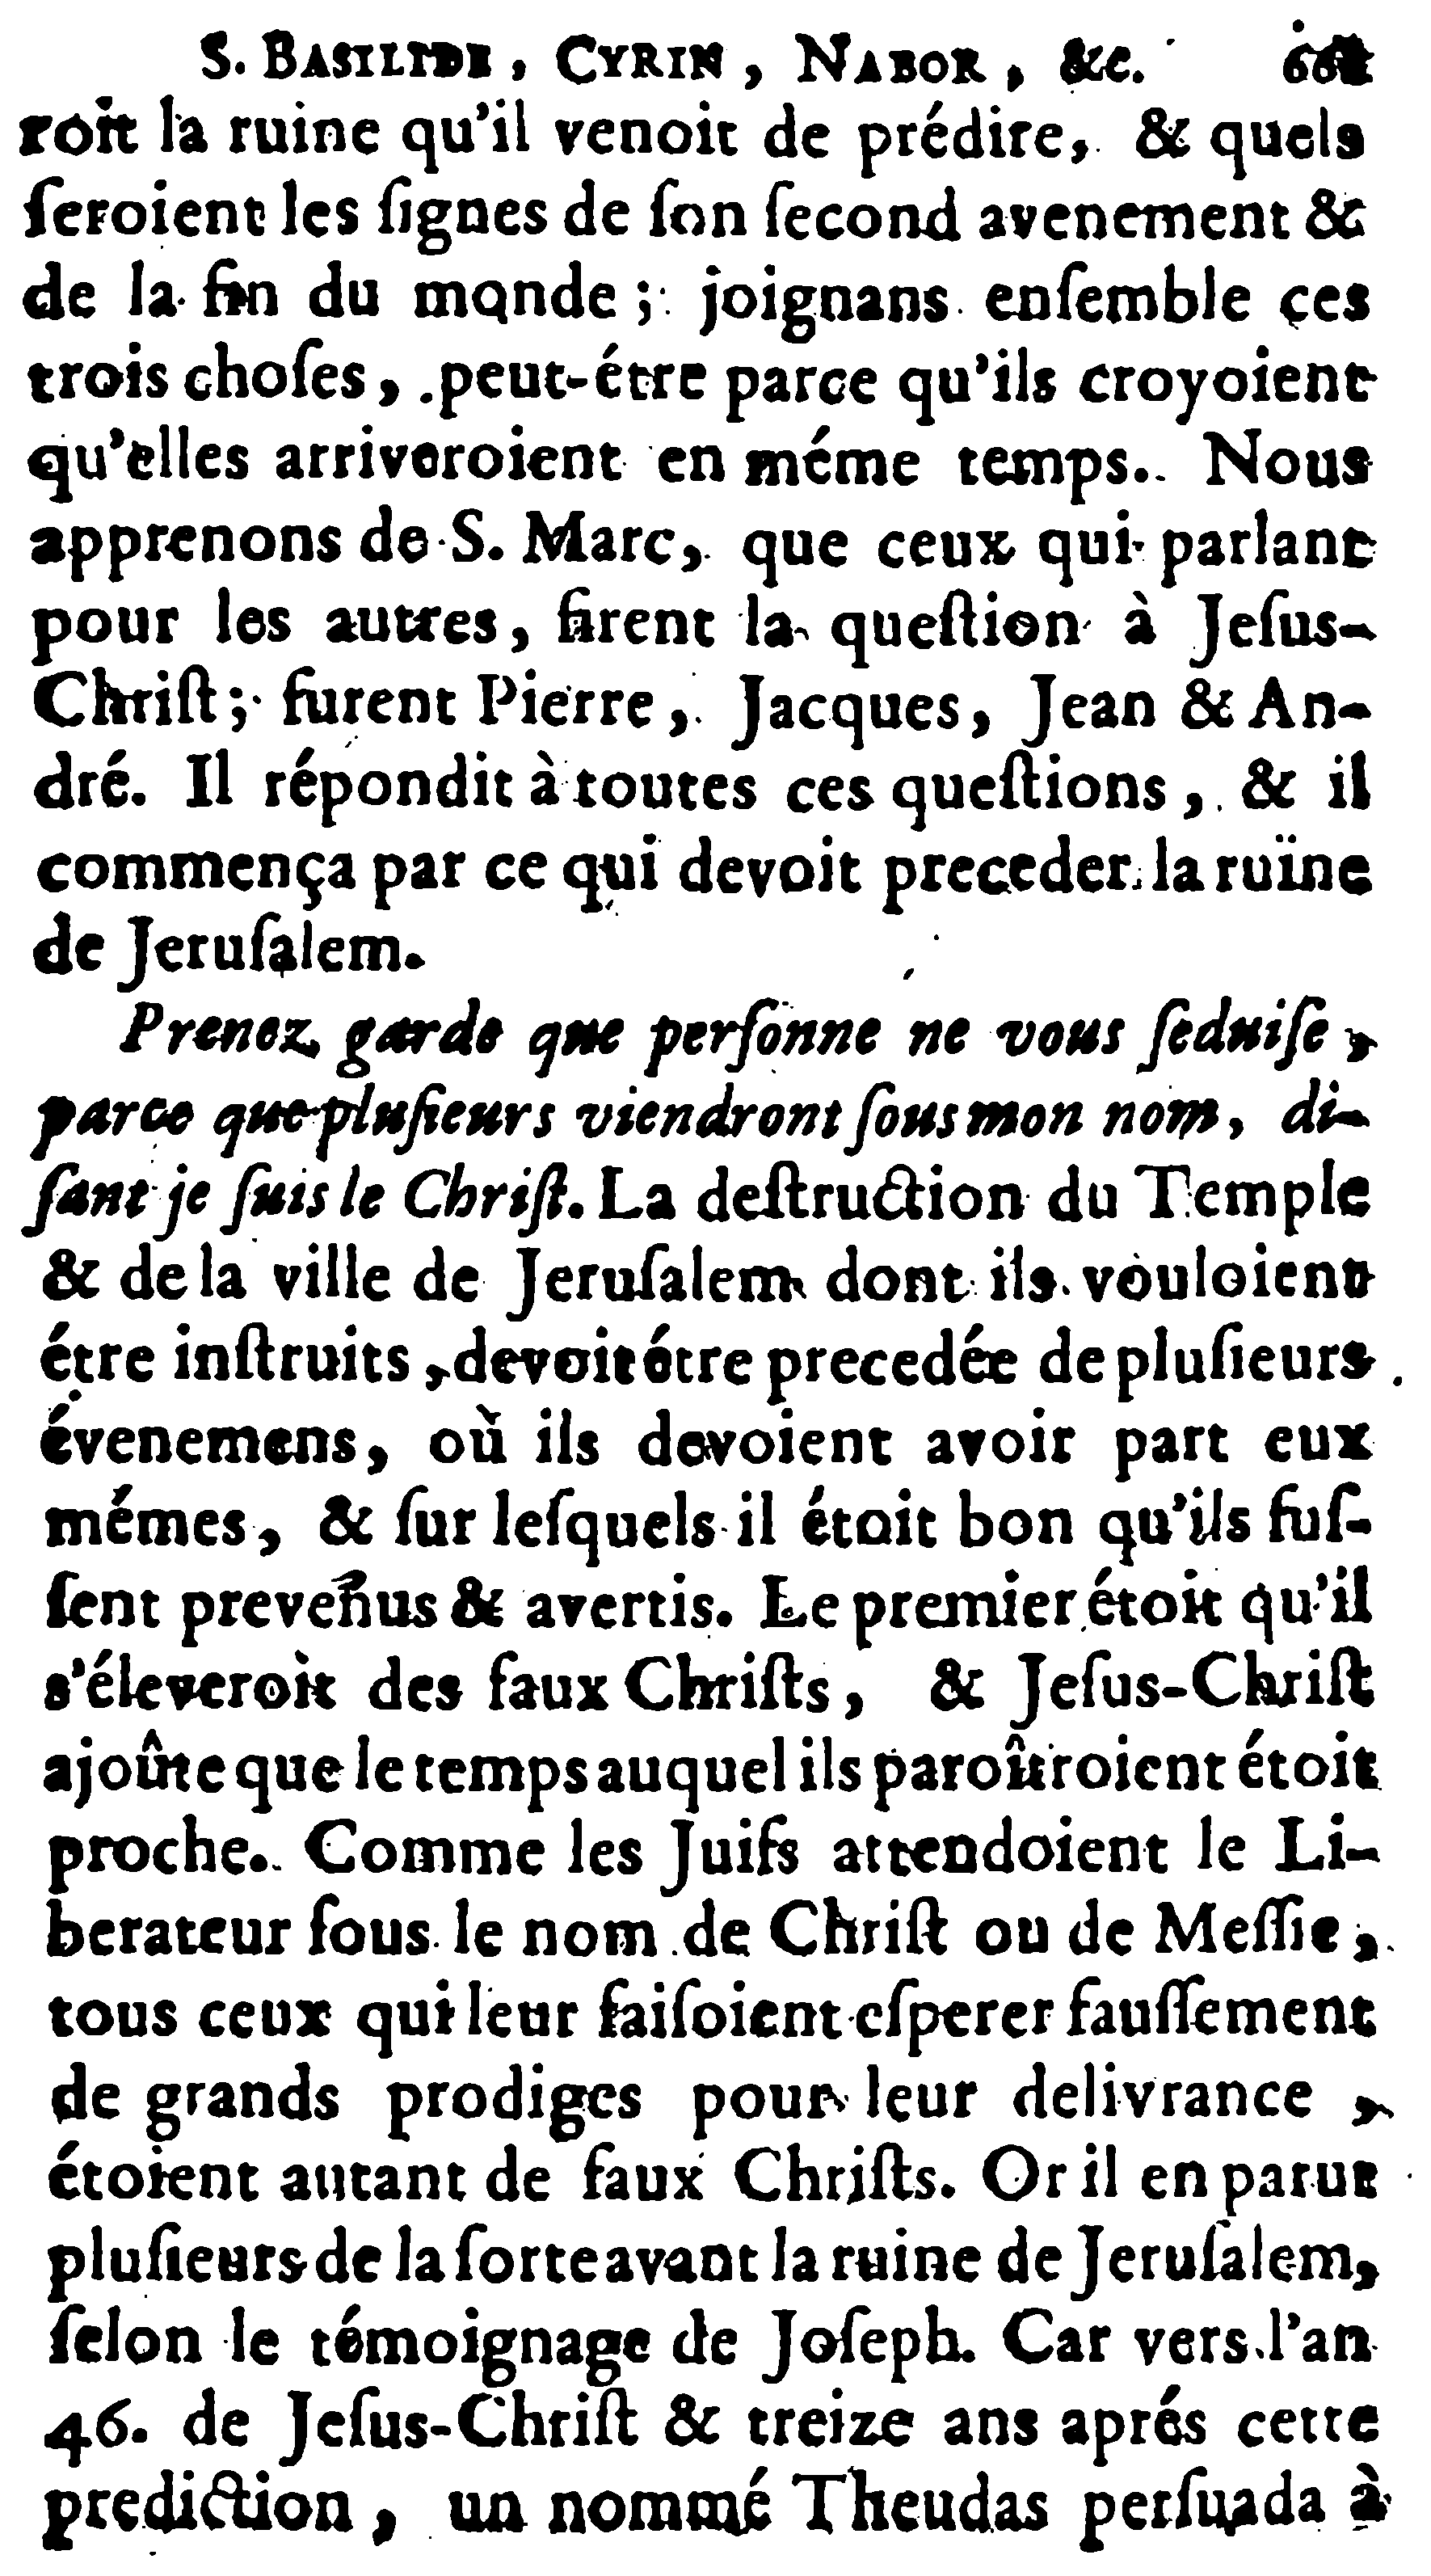 S. BASILIDE, CYRIN, NABOR, &c.
roit la ruine qu'il venoit de prédire, & quels
ſeroient les ſignes de ſon ſecond avenement &
de la fin du monde; joignans enſemble ces
trois choſes, peut-étre parce qu'ils croyoient
qu'elles arriveroient en méme temps. Nous
apprenons de S. Marc, que ceux qui parlant
pour les autres, firent la queſtion à Jeſus-
Chriſt; furent Pierre, Jacques, Jean & An-
dré. Il répondit à toutes ces queſtions, & il
commença par ce qui devoit preceder la ruïne
de Jeruſalem.
Prenez garde que perſonne ne vous ſeduiſe,
parce que pluſieurs viendront ſous mon nom, di-
ſant je ſuis le Chriſt. La deſtruction du Temple
& de la ville de Jeruſalem dont ils vouloient
étre inſtruits, devoit étre precedée de pluſieurs
évenemens, où ils devoient avoir part eux
mémes, & ſur leſquels il étoit bon qu'ils fuſ-
ſent prevenus & avertis. Le premier étoit qu'il
s'éleveroit des faux Chriſts, & Jeſus-Chriſt
ajoûte que le temps auquel ils paroîtroient étoit
proche. Comme les Juifs attendoient le Li-
berateur ſous le nom de Chriſt ou de Meſſie,
tous ceux qui leur faiſoient eſperer fauſſement
de grands prodiges pour leur delivrance,
étoient autant de faux Chriſts. Or il en parut
pluſieurs de la ſorte avant la ruine de Jeruſalem,
ſelon le témoignage de Joſeph. Car vers l'an
46. de Jeſus-Chriſt & treize ans aprés cette
prediction, un nommé Theudas perſuada à